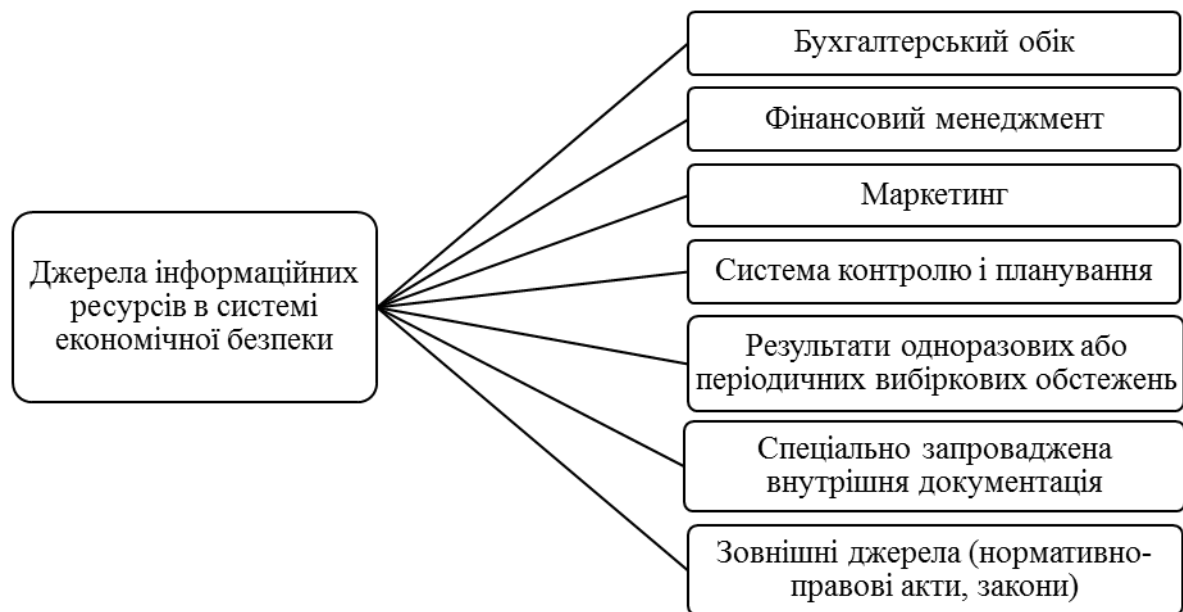 Джерела інформаційних
ресурсів в системі
економічної безпеки
Бухгалтерський обік
Фінансовий менеджмент
Маркетинг
Система контролю і планування
Результати одноразових або
періодичних вибіркових обстежень
Спеціально запроваджена
внутрішня документація
Зовнішні джерела (нормативно-
правові акти, закони)